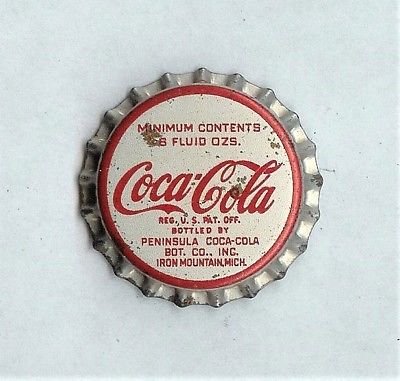 MINIMUM CONTENTS
6 FLUID OZS.
Coca-Cola
REG. U. S. PAT. OFF.
BOTTLED BY
PENINSULA COCA-COLA
BOT. CO., INC.
IRON MOUNTAIN, MICH.